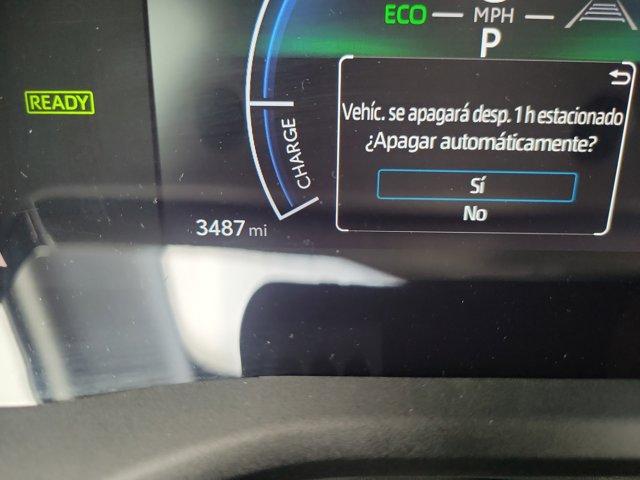 ECO MPH
P
READY
Vehíc. se apagará desp. 1 h estacionado
¿Apagar automáticamente?
Sí
No
CHARGE
3487 mi